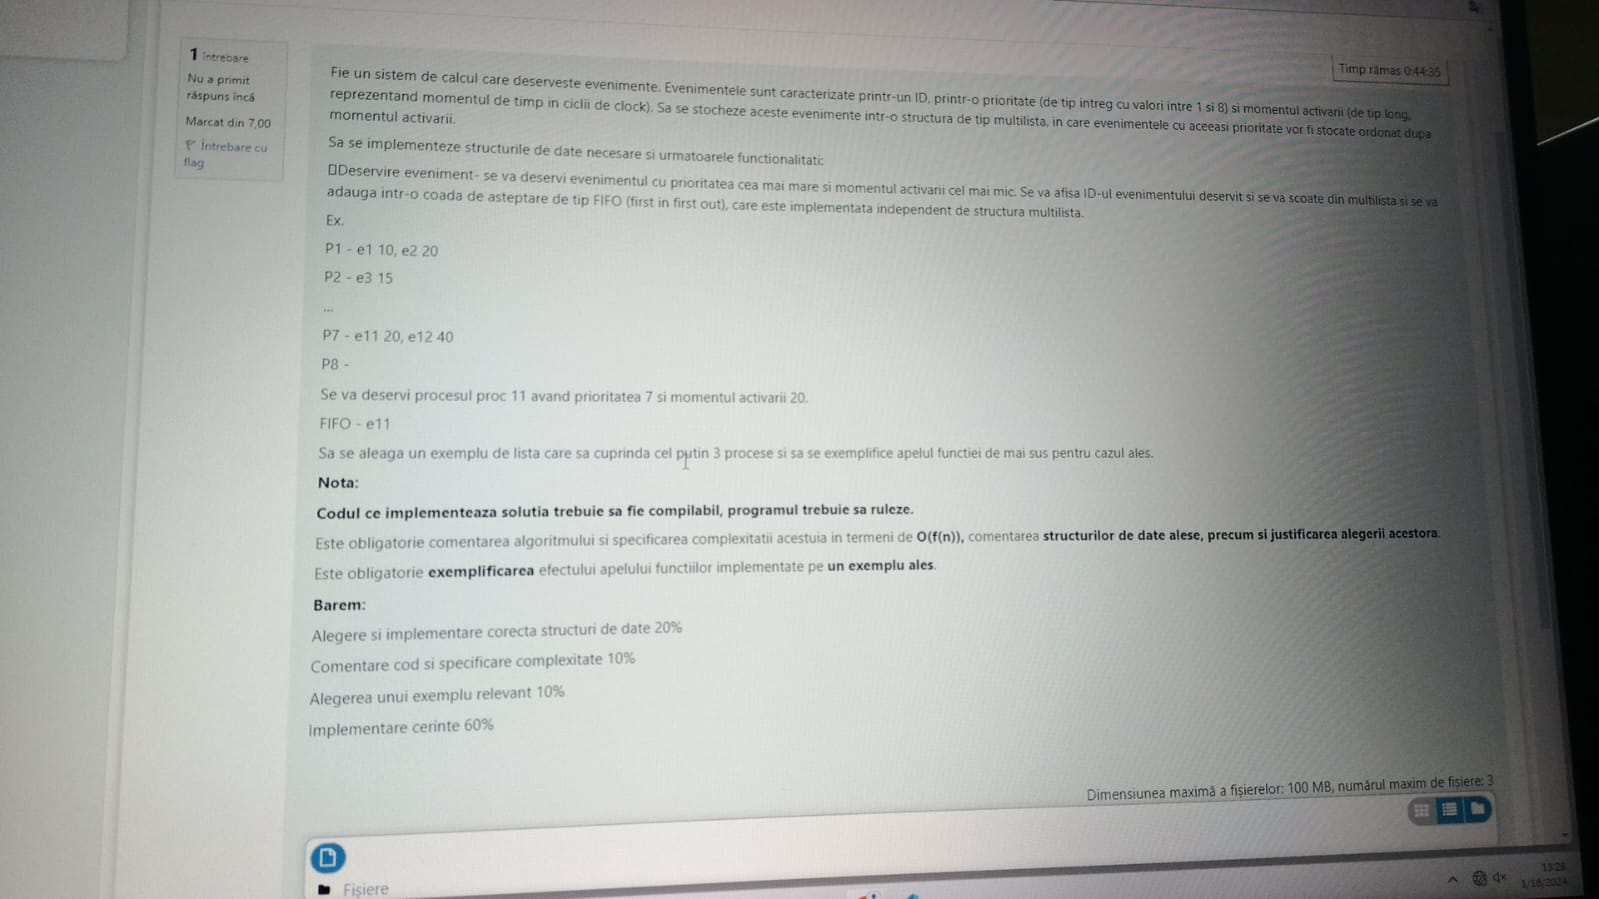 1 întrebare
Nu a primit
răspuns încă
Marcat din 7,00
Întrebare cu
flag
Timp rămas 0:44:35
Fie un sistem de calcul care deserveste evenimente. Evenimentele sunt caracterizate printr-un ID, printr-o prioritate (de tip intreg cu valori intre 1 si 8) si momentul activarii (de tip long,
reprezentand momentul de timp in ciclii de clock). Sa se stocheze aceste evenimente intr-o structura de tip multilista, in care evenimentele cu aceeasi prioritate vor fi stocate ordonat dupa
momentul activarii.
Sa se implementeze structurile de date necesare si urmatoarele functionalitati:
Deservire eveniment- se va deservi evenimentul cu prioritatea cea mai mare si momentul activarii cel mai mic. Se va afisa ID-ul evenimentului deservit si se va scoate din multilista si se va
adauga intr-o coada de asteptare de tip FIFO (first in first out), care este implementata independent de structura multilista.
Ex.
P1 - e1 10, e2 20
P2 - e3 15
...
P7 - e11 20, e12 40
P8 -
Se va deservi procesul proc 11 avand prioritatea 7 si momentul activarii 20.
FIFO - e11
Sa se aleaga un exemplu de lista care sa cuprinda cel putin 3 procese si sa se exemplifice apelul functiei de mai sus pentru cazul ales.
Nota:
Codul ce implementeaza solutia trebuie sa fie compilabil, programul trebuie sa ruleze.
Este obligatorie comentarea algoritmului si specificarea complexitatii acestuia in termeni de O(f(n)), comentarea structurilor de date alese, precum si justificarea alegerii acestora.
Este obligatorie exemplificarea efectului apelului functiilor implementate pe un exemplu ales.
Barem:
Alegere si implementare corecta structuri de date 20%
Comentare cod si specificare complexitate 10%
Alegerea unui exemplu relevant 10%
Implementare cerinte 60%
Dimensiunea maximă a fișierelor: 100 MB, numărul maxim de fișiere: 3
Fișiere
13:26
1/18/2024